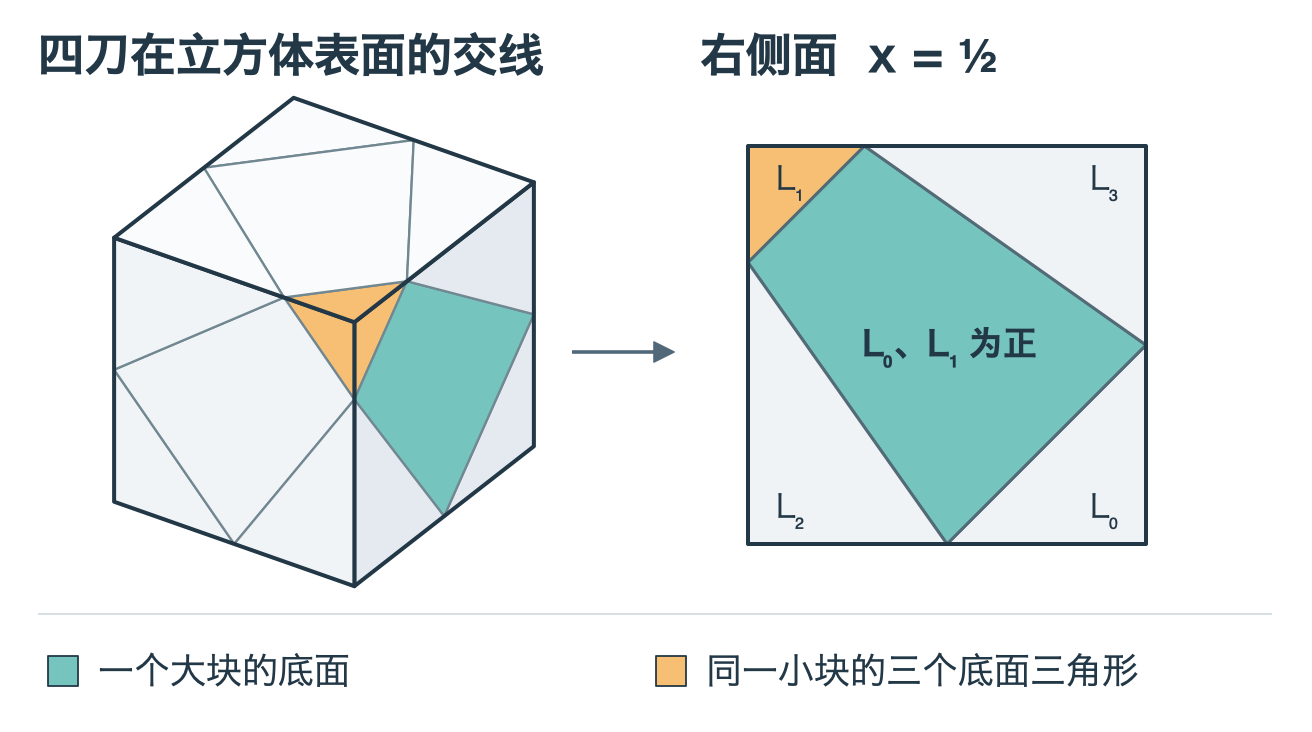 四刀在立方体表面的交线
右侧面 x = ½
L₁
L₃
L₀、L₁ 为正
L₂
L₀
一个大块的底面
同一小块的三个底面三角形